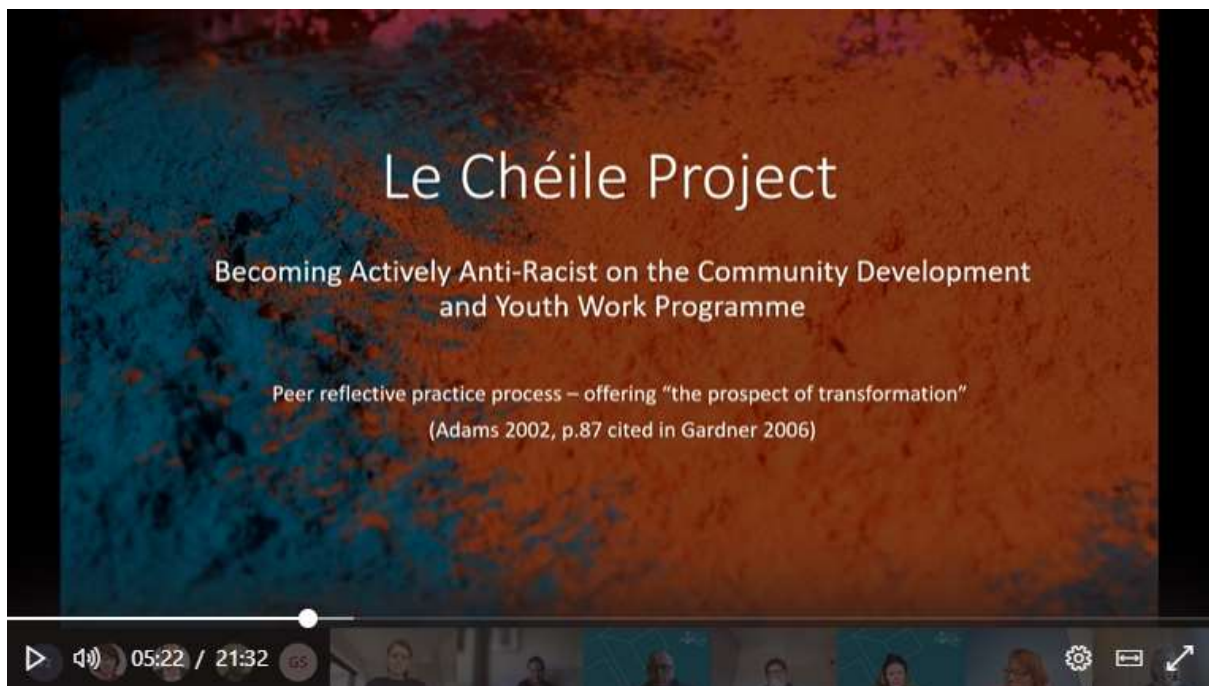 Le Chéile Project
Becoming Actively Anti-Racist on the Community Development
and Youth Work Programme
Peer reflective practice process – offering “the prospect of transformation”
(Adams 2002, p.87 cited in Gardner 2006)
05:22 / 21:32
GS